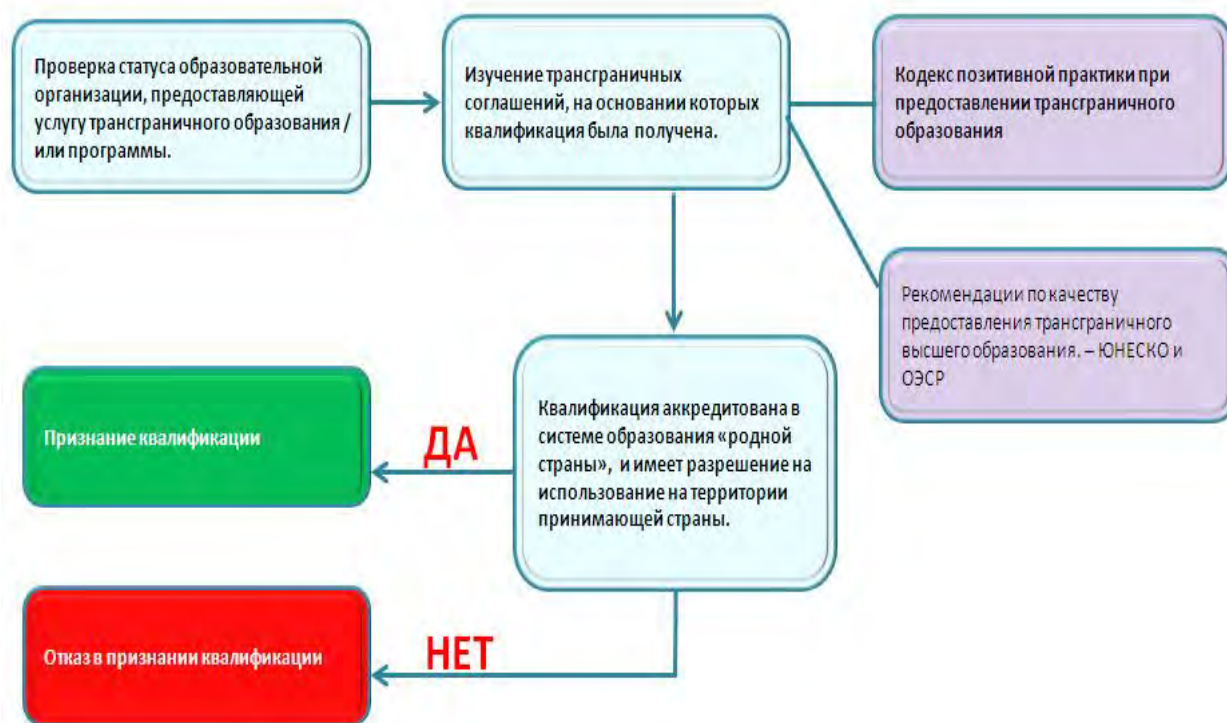 Проверка статуса образовательной
организации, предоставляющей
услугу трансграничного образования /
или программы.
Изучение трансграничных
соглашений, на основании которых
квалификация была получена.
Кодекс позитивной практики при
предоставлении трансграничного
образования
Рекомендации по качеству
предоставления трансграничного
высшего образования. – ЮНЕСКО и
ОЭСР
Квалификация аккредитована в
системе образования «родной
страны», и имеет разрешение на
использование на территории
принимающей страны.
ДА
Признание квалификации
НЕТ
Отказ в признании квалификации